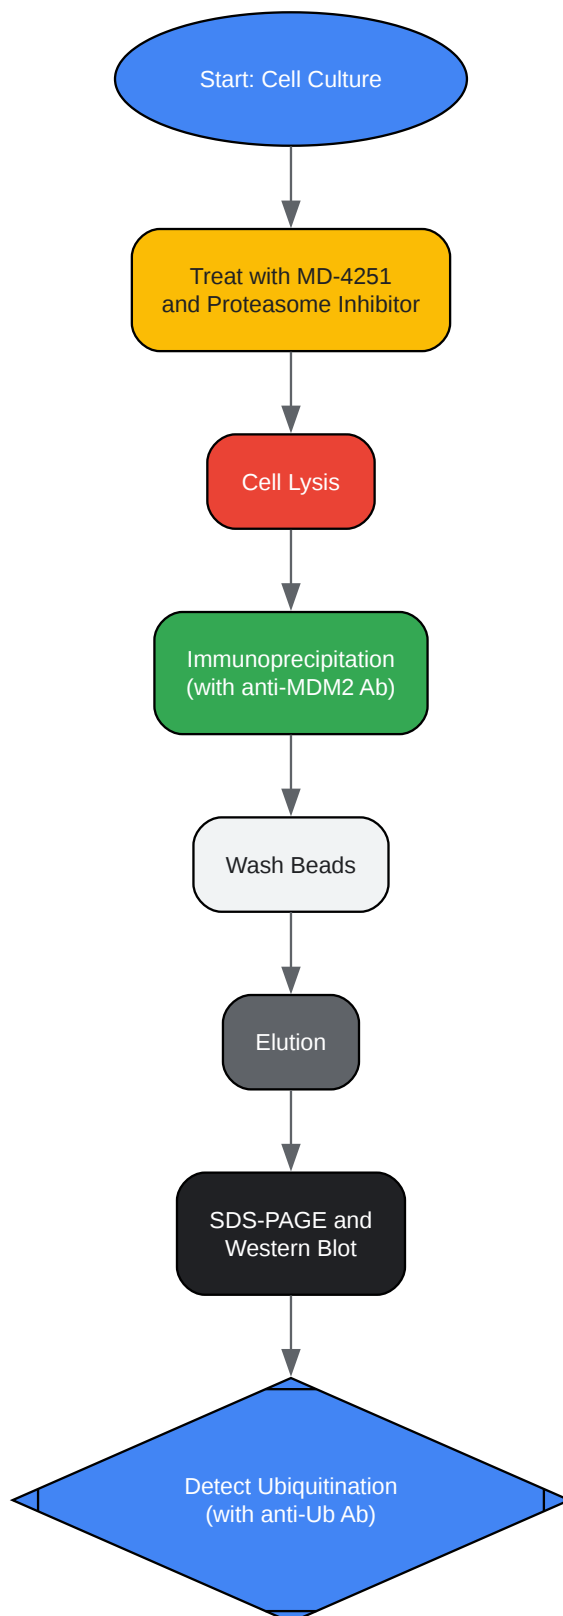 Start: Cell Culture
Treat with MD-4251
and Proteasome Inhibitor
Cell Lysis
Immunoprecipitation
(with anti-MDM2 Ab)
Wash Beads
Elution
SDS-PAGE and
Western Blot
Detect Ubiquitination
(with anti-Ub Ab)